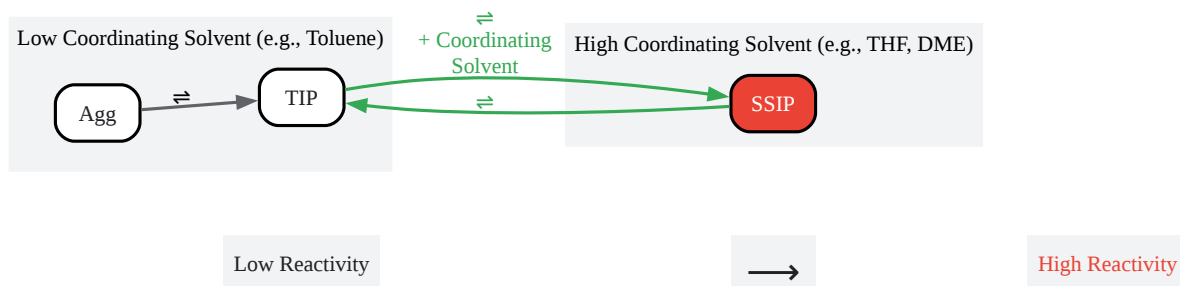 Low Coordinating Solvent (e.g., Toluene)
Agg
⇌
TIP
⇌
+ Coordinating
Solvent
⇌
High Coordinating Solvent (e.g., THF, DME)
SSIP
Low Reactivity
⟶
High Reactivity